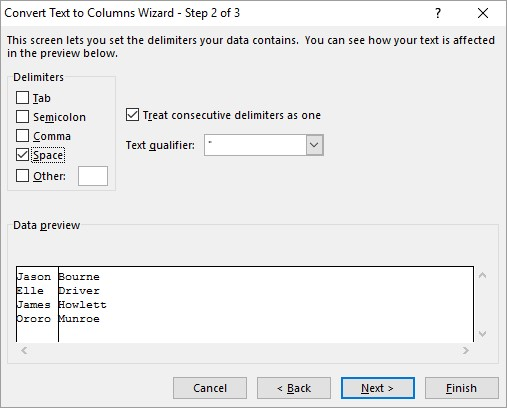 Convert Text to Columns Wizard - Step 2 of 3
This screen lets you set the delimiters your data contains. You can see how your text is affected
in the preview below.
Delimiters
Tab
Semicolon
Comma
Space
Other:
Treat consecutive delimiters as one
Text qualifier: "
Data preview
Jason Bourne
Elle Driver
James Howlett
Ororo Munroe
Cancel < Back Next > Finish